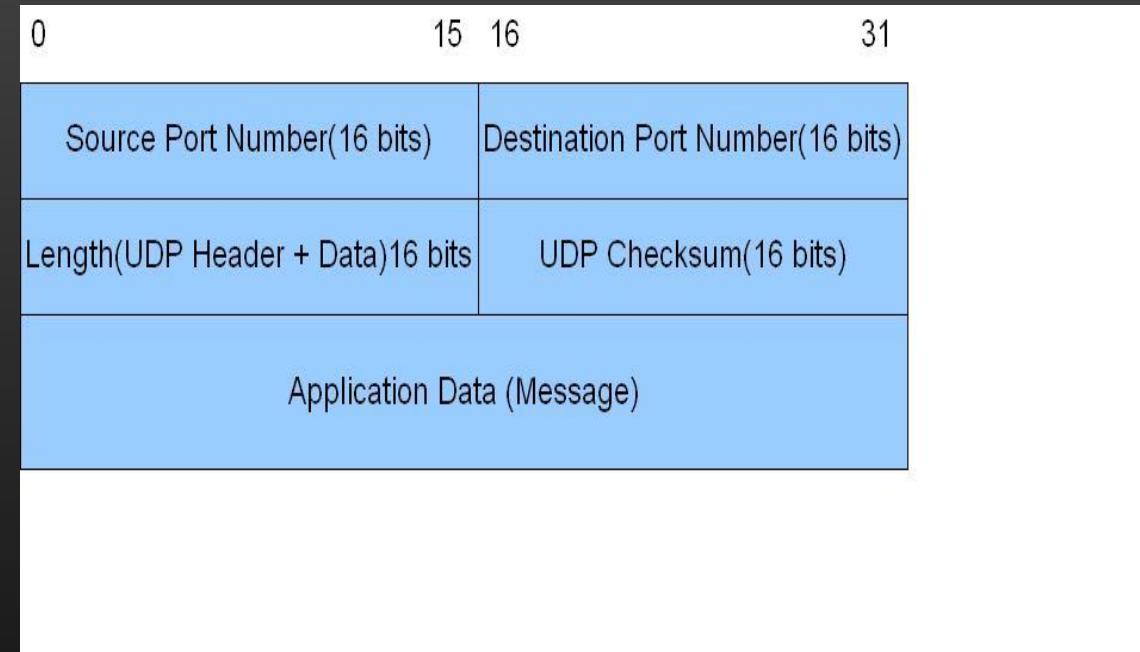 0 15 16 31
Source Port Number(16 bits) Destination Port Number(16 bits)
Length(UDP Header + Data)16 bits UDP Checksum(16 bits)
Application Data (Message)